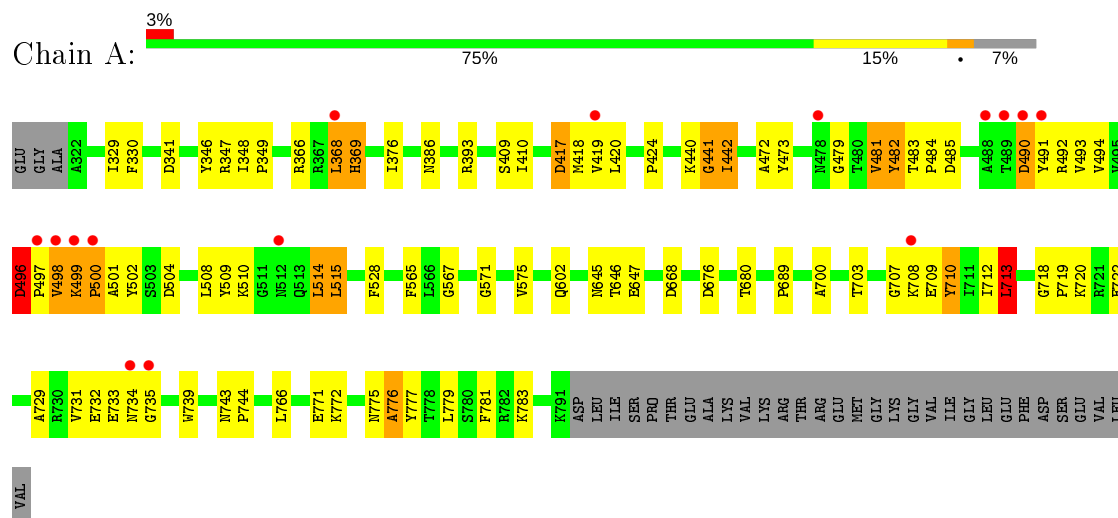 3%
Chain A:
75% 15% • 7%
GLU GLY ALA A322 I329 F330 D341 Y346 R347 I348 P349 R366 R367 L368 H369 I376 N386 R393 S409 I410 D417 M418 V419 L420 P424 K440 G441 I442 A472 Y473 N478 G479 T480 V481 Y482 T483 P484 D485 A488 T489 D490 Y491 R492 V493 V494 V495
D496 P497 V498 K499 P500 A501 Y502 S503 D504 L508 Y509 K510 G511 N512 Q513 L514 L515 F528 F565 L566 G567 G571 V575 Q602 N645 T646 E647 D668 D676 T680 P689 A700 T703 G707 K708 E709 Y710 I711 I712 L713 G718 P719 K720 R721
A729 R730 V731 E732 E733 N734 G735 W739 N743 P744 L766 E771 K772 N775 A776 Y777 T778 L779 S780 F781 R782 K783 K791 ASP LEU ILE SER PRO THR GLU ALA LYS VAL LYS ARG THR ARG GLU MET GLY LYS GLY VAL ILE GLY LEU GLU PHE ASP SER GLU VAL
VAL